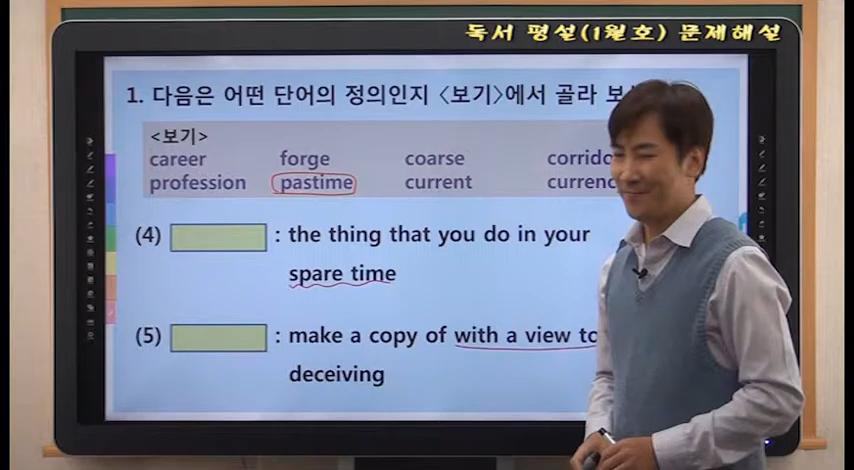 독서 평설(1월호) 문제해설
1. 다음은 어떤 단어의 정의인지 <보기>에서 골라
<보기>
career forge coarse
profession pastime current
(4) : the thing that you do in your
spare time
(5) : make a copy of with a view to
deceiving